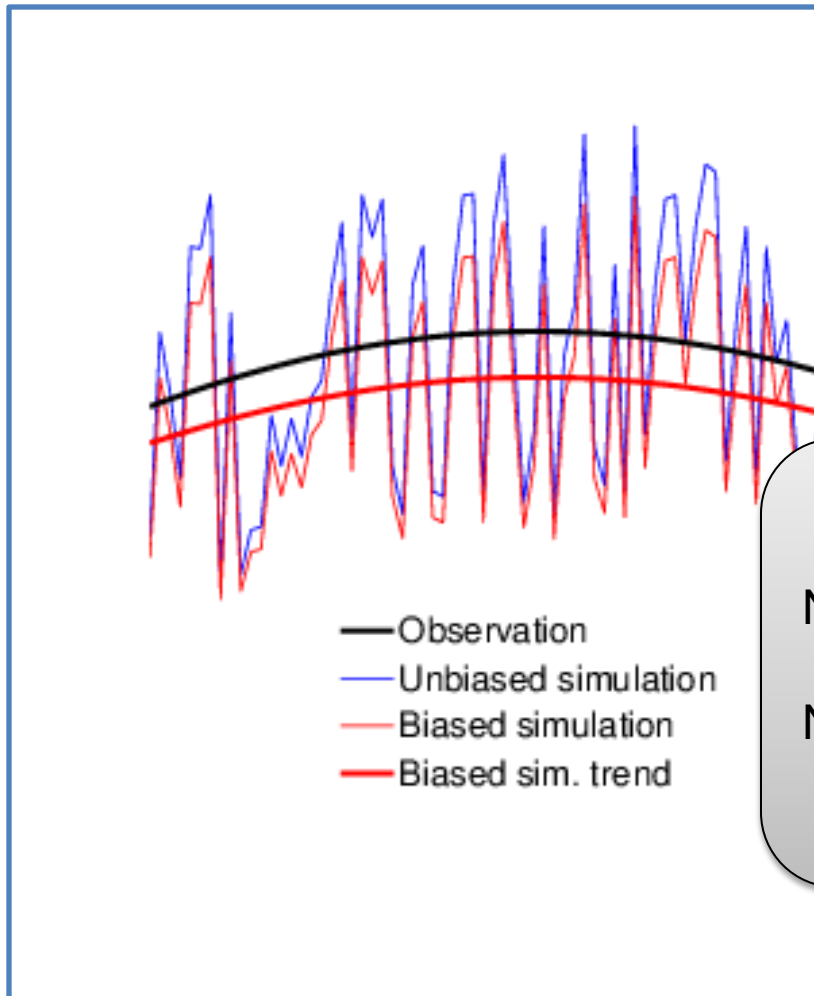 Observation
Unbiased simulation
Biased simulation
Biased sim. trend